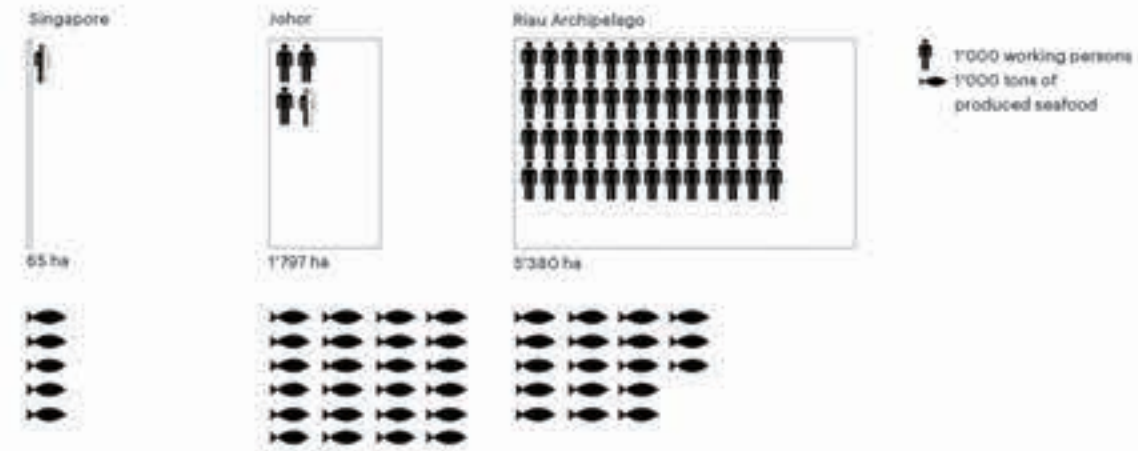 Singapore
Johor
Riau Archipelago
1'000 working persons
1'000 tons of
produced seafood
65 ha
1'797 ha
5'380 ha